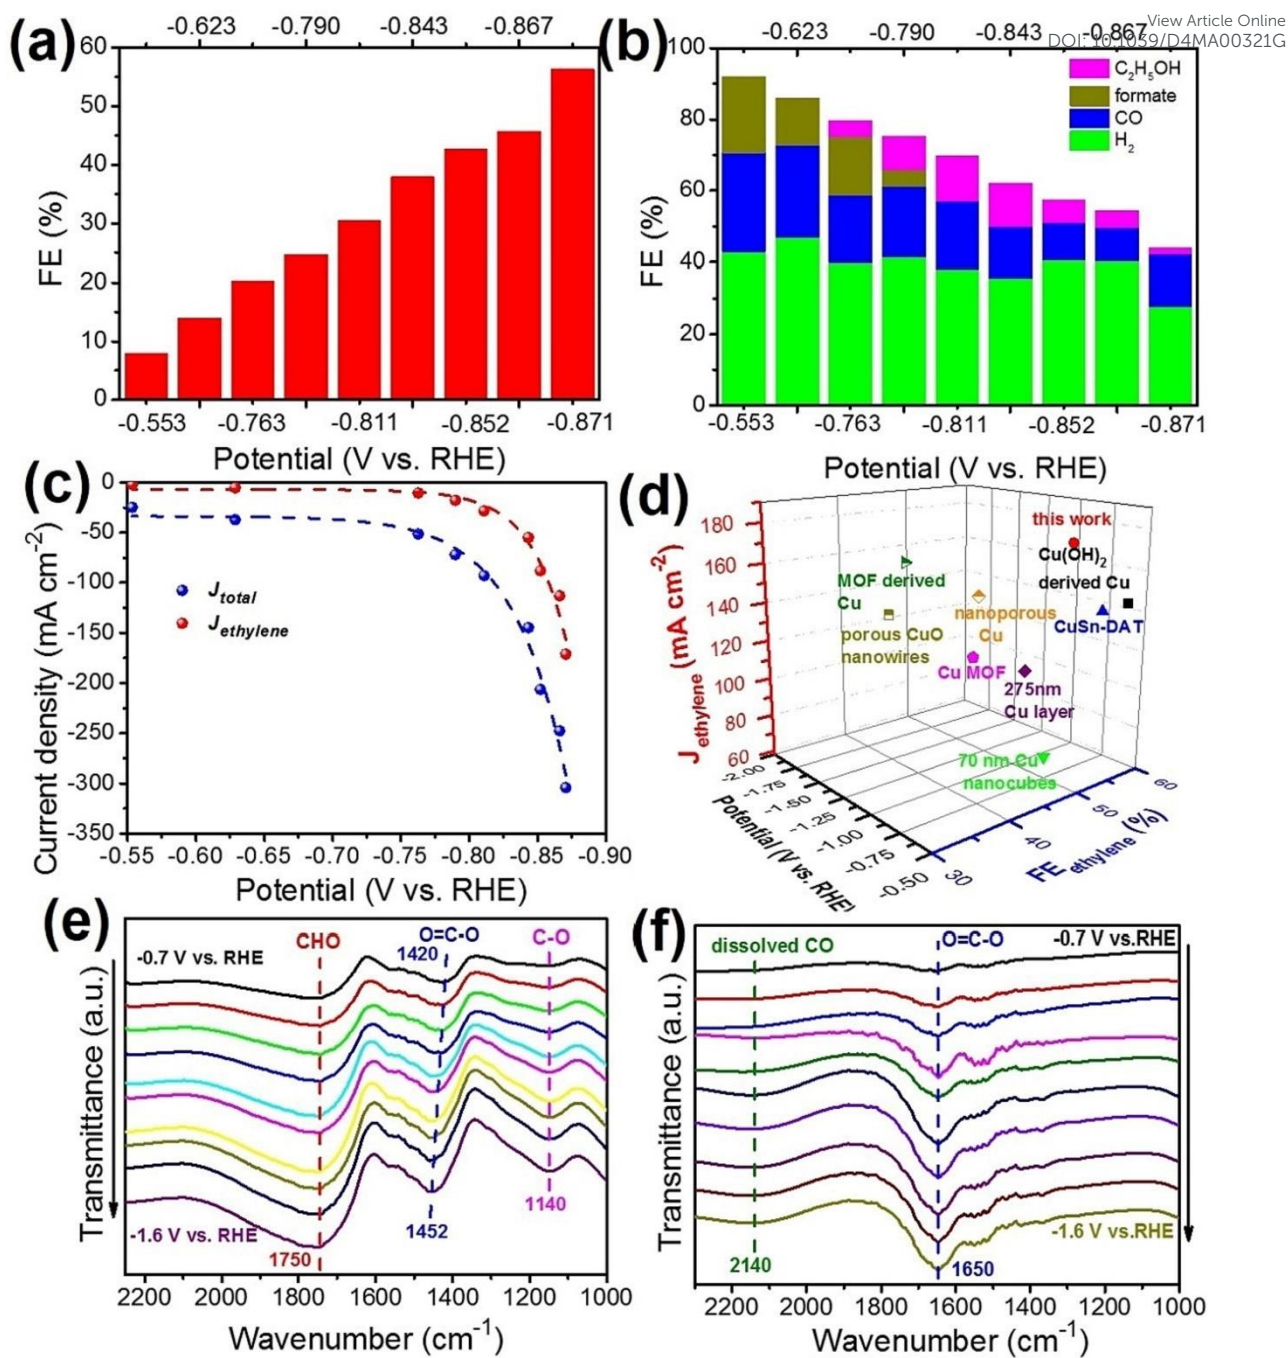 View Article Online
DOI: 10.1039/D4MA00321G
(a)
-0.623 -0.790 -0.843 -0.867
60
50
40
30
20
10
0
FE (%)
-0.553 -0.763 -0.811 -0.852 -0.871
Potential (V vs. RHE)
(b)
-0.623 -0.790 -0.843 -0.867
100
80
60
40
20
0
FE (%)
C₂H₅OH
formate
CO
H₂
-0.553 -0.763 -0.811 -0.852 -0.871
Potential (V vs. RHE)
(c)
0
-50
-100
-150
-200
-250
-300
-350
Current density (mA cm⁻²)
J_total
J_ethylene
-0.55 -0.60 -0.65 -0.70 -0.75 -0.80 -0.85 -0.90
Potential (V vs. RHE)
(d)
180
160
140
120
100
80
60
J_ethylene (mA cm⁻²)
this work
Cu(OH)₂
derived Cu
MOF derived
Cu
nanoporous
Cu
CuSn-DAT
porous CuO
nanowires
Cu MOF
275nm
Cu layer
70 nm Cu
nanocubes
-2.00
-1.75
-1.50
-1.25
-1.00
-0.75
-0.50
Potential (V vs. RHE)
30
40
50
60
FE ethylene (%)
(e)
CHO
O=C-O
1420
C-O
-0.7 V vs. RHE
-1.6 V vs. RHE
1750
1452
1140
Transmittance (a.u.)
2200 2000 1800 1600 1400 1200 1000
Wavenumber (cm⁻¹)
(f)
dissolved CO
O=C-O
-0.7 V vs.RHE
-1.6 V vs.RHE
2140
1650
Transmittance (a.u.)
2200 2000 1800 1600 1400 1200 1000
Wavenumber (cm⁻¹)